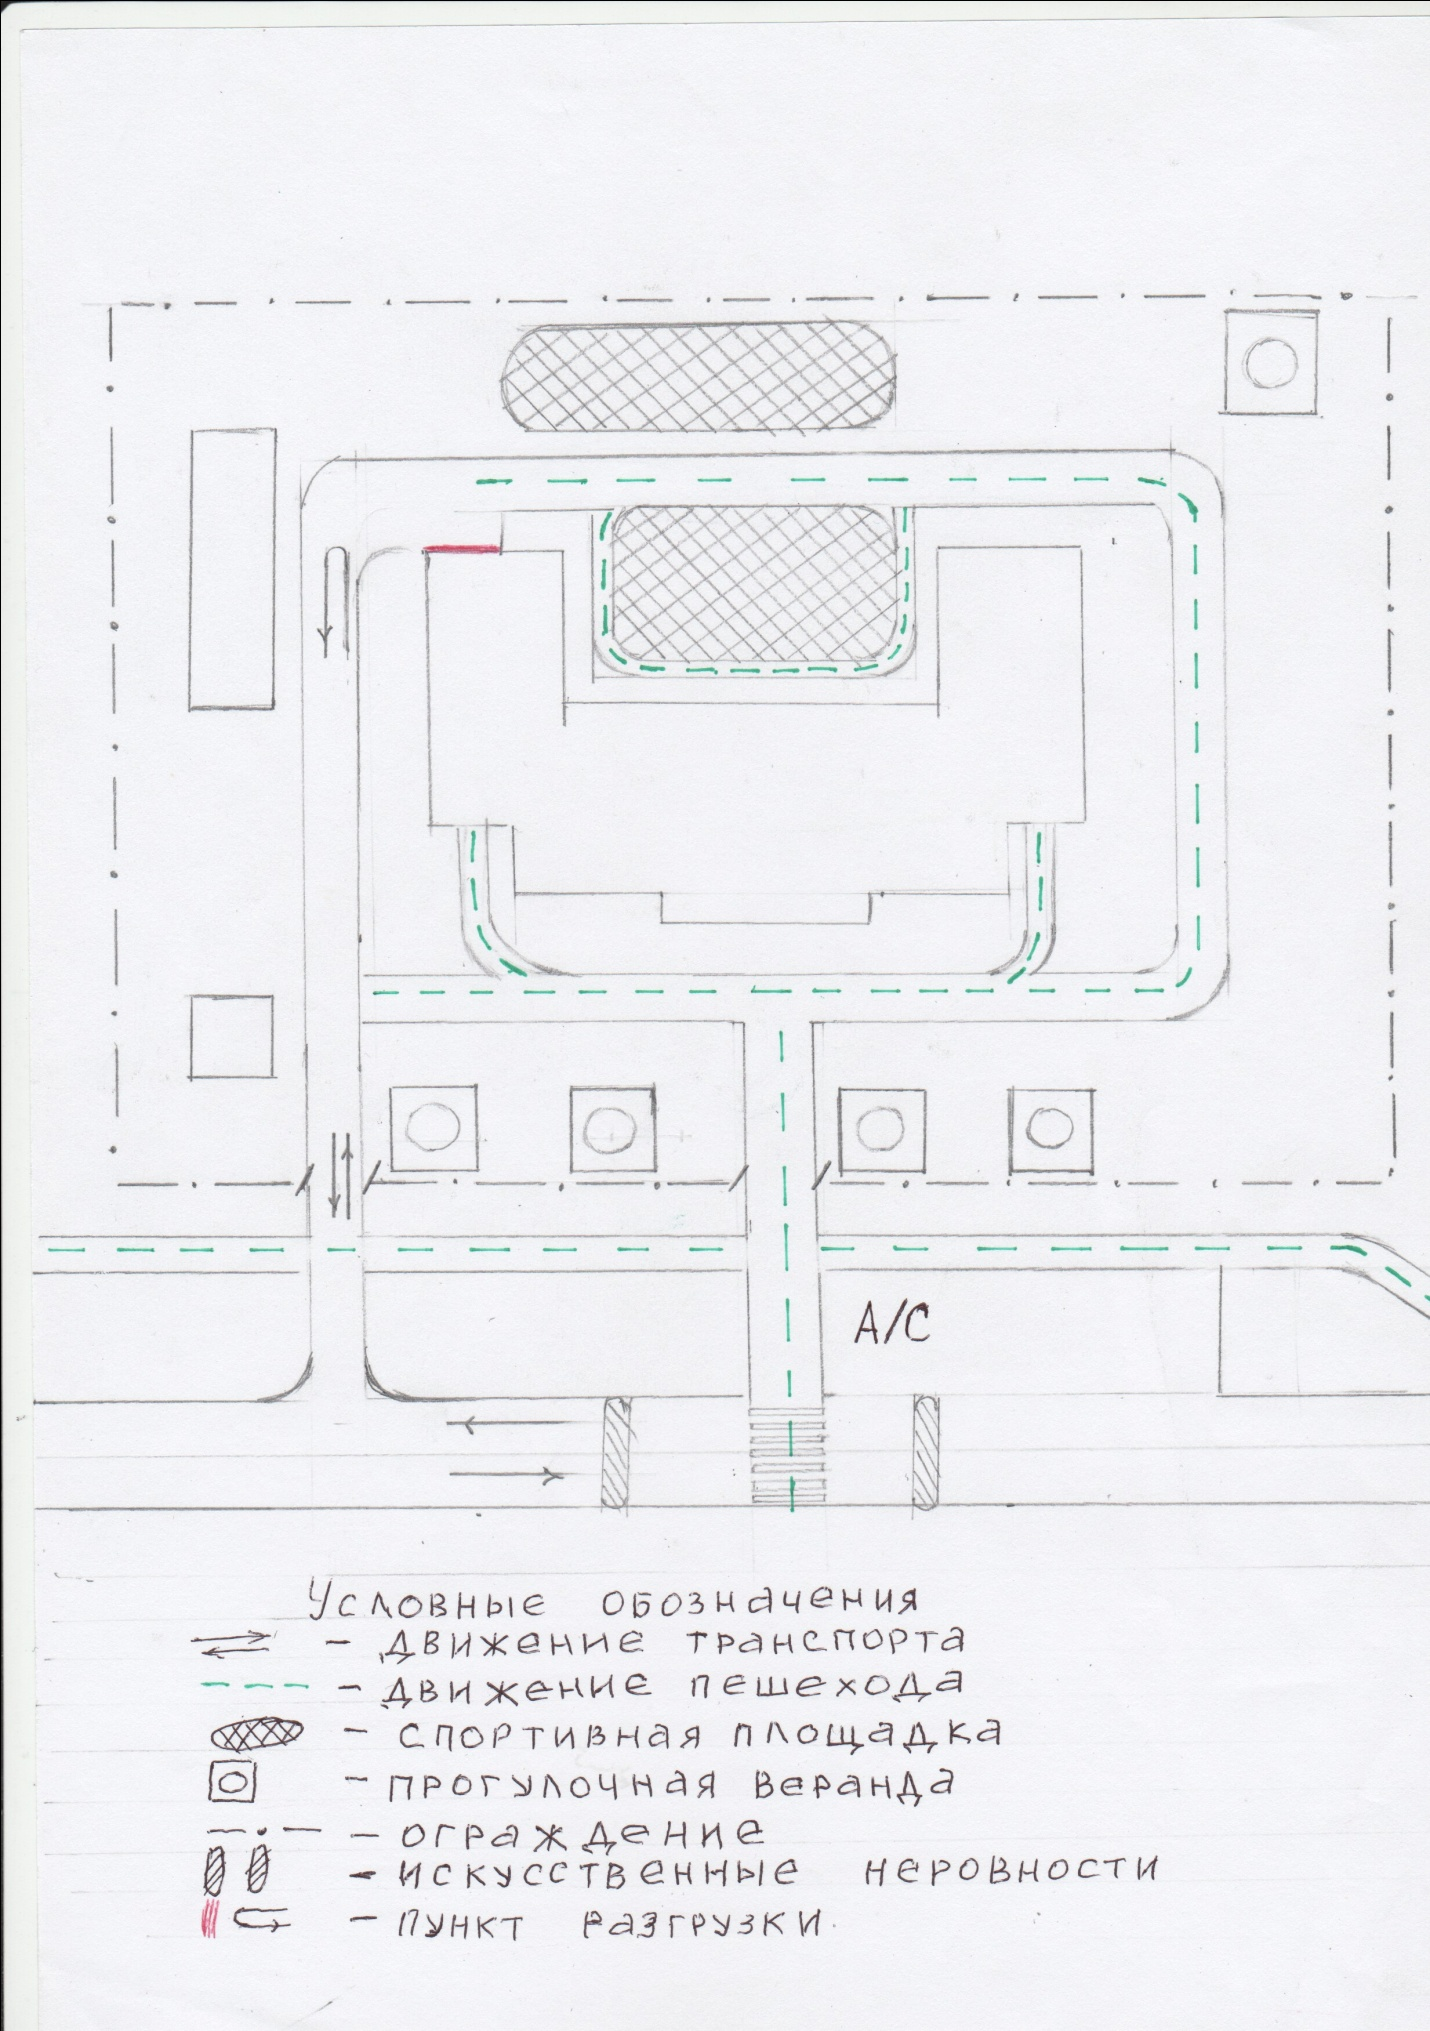 А/С
Условные обозначения
- движение транспорта
- движение пешехода
- спортивная площадка
- прогулочная веранда
- ограждение
- искусственные неровности
- пункт разгрузки.